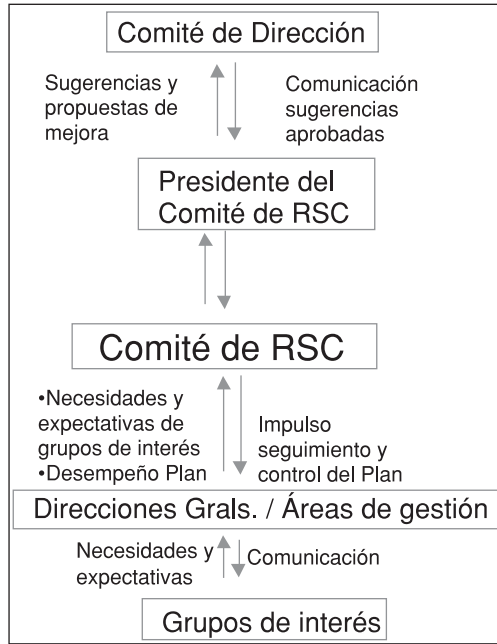 Comité de Dirección
Sugerencias y
propuestas de
mejora
Comunicación
sugerencias
aprobadas
Presidente del
Comité de RSC
Comité de RSC
•Necesidades y
expectativas de
grupos de interés
•Desempeño Plan
Impulso
seguimiento y
control del Plan
Direcciones Grals. / Áreas de gestión
Necesidades y
expectativas
Comunicación
Grupos de interés